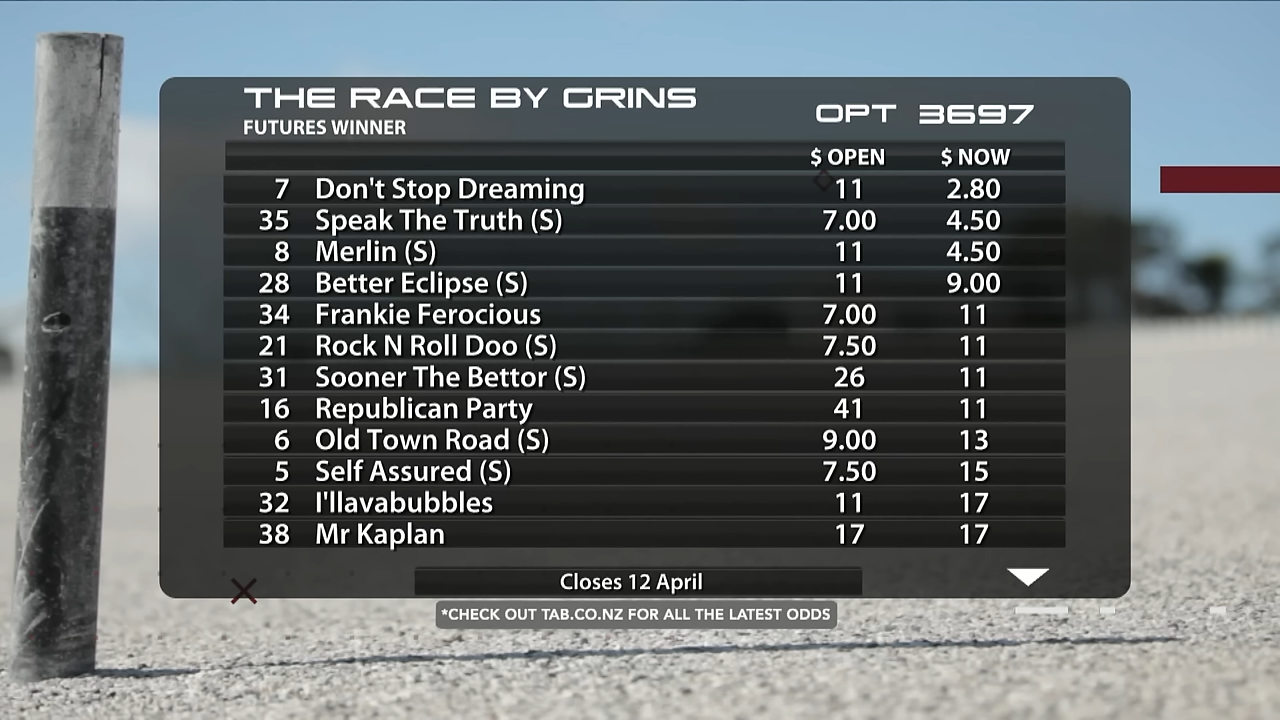 THE RACE BY GRINS
FUTURES WINNER
OPT 3697
$ OPEN $ NOW
7 Don't Stop Dreaming 11 2.80
35 Speak The Truth (S) 7.00 4.50
8 Merlin (S) 11 4.50
28 Better Eclipse (S) 11 9.00
34 Frankie Ferocious 7.00 11
21 Rock N Roll Doo (S) 7.50 11
31 Sooner The Bettor (S) 26 11
16 Republican Party 41 11
6 Old Town Road (S) 9.00 13
5 Self Assured (S) 7.50 15
32 I'llavabubbles 11 17
38 Mr Kaplan 17 17
Closes 12 April
*CHECK OUT TAB.CO.NZ FOR ALL THE LATEST ODDS